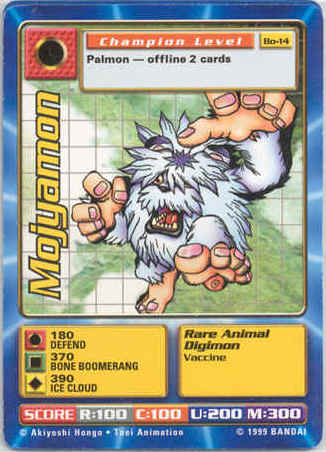 Champion Level
Bo-14
Palmon — offline 2 cards
Mojyamon
180
DEFEND
370
BONE BOOMERANG
390
ICE CLOUD
Rare Animal
Digimon
Vaccine
SCORE R:100 C:100 U:200 M:300
© Akiyoshi Hongo • Toei Animation © 1999 BANDAI